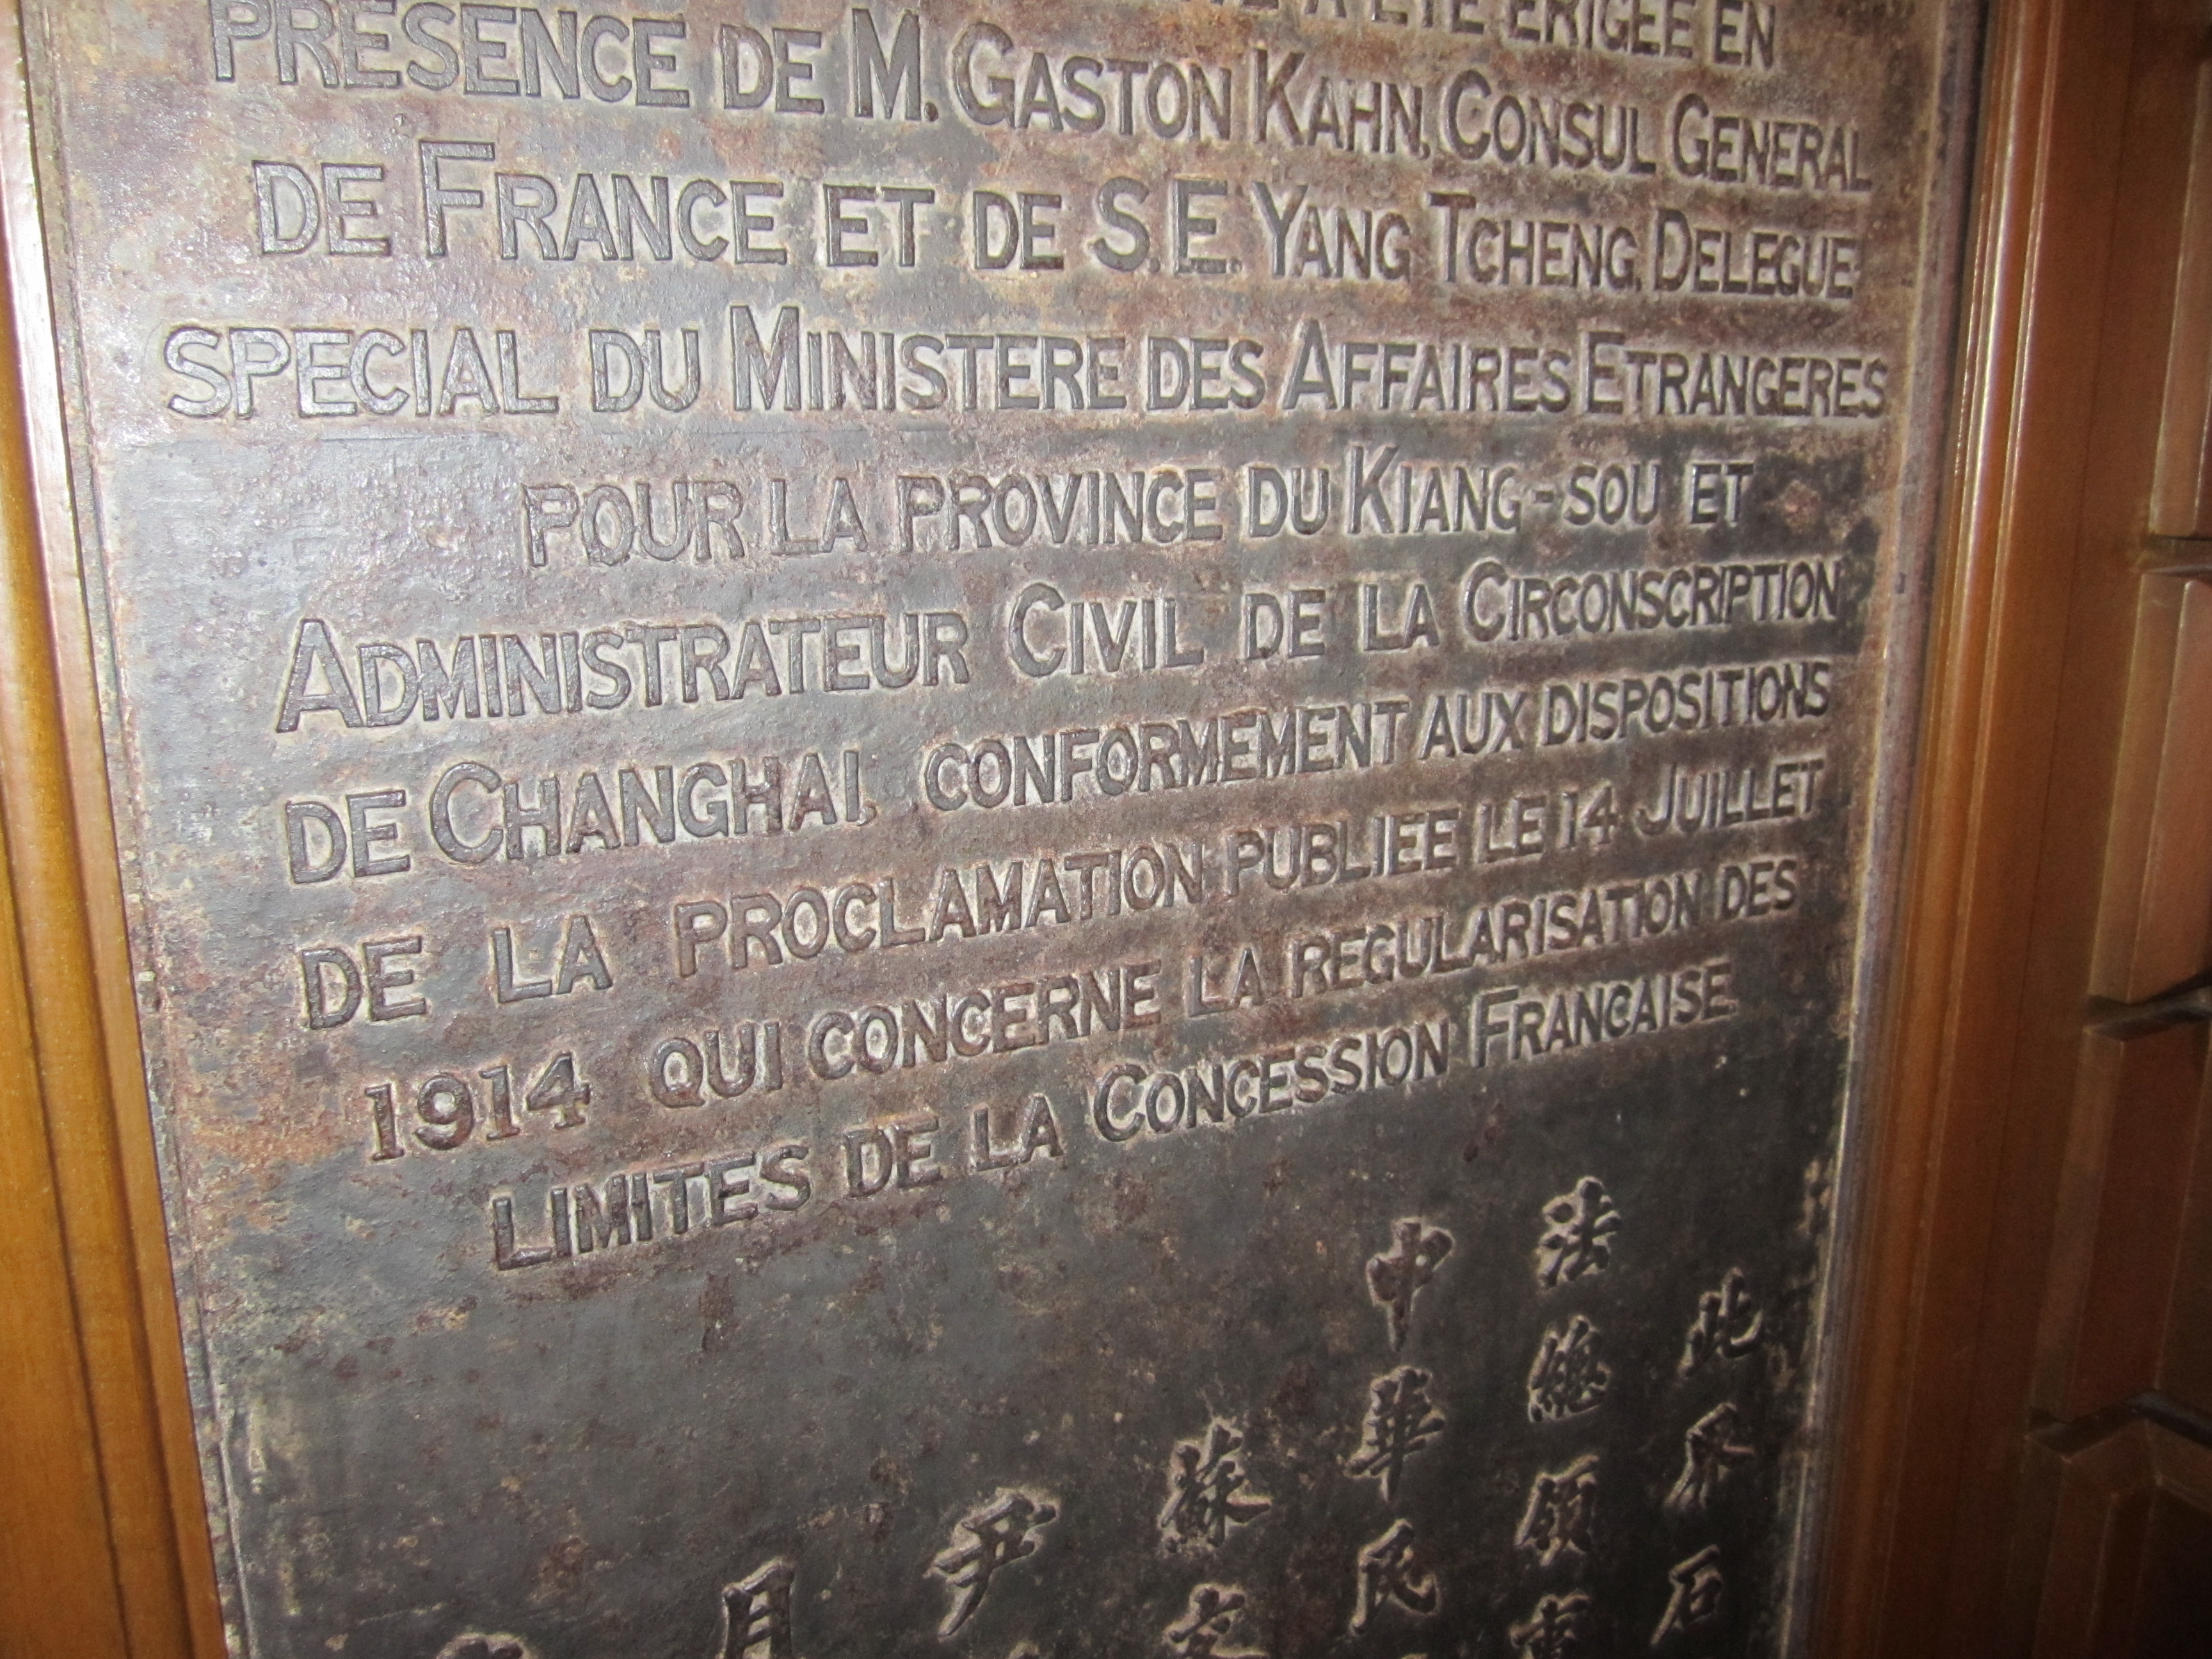 A ETE ERIGEE EN
PRESENCE DE M. GASTON KAHN, CONSUL GENERAL
DE FRANCE ET DE S.E. YANG TCHENG, DELEGUE
SPECIAL DU MINISTERE DES AFFAIRES ETRANGERES
POUR LA PROVINCE DU KIANG-SOU ET
ADMINISTRATEUR CIVIL DE LA CIRCONSCRIPTION
DE CHANGHAI, CONFORMEMENT AUX DISPOSITIONS
DE LA PROCLAMATION PUBLIEE LE 14 JUILLET
1914 QUI CONCERNE LA REGULARISATION DES
LIMITES DE LA CONCESSION FRANCAISE
此界石
法總領事
中華民
蘇交
尹
月